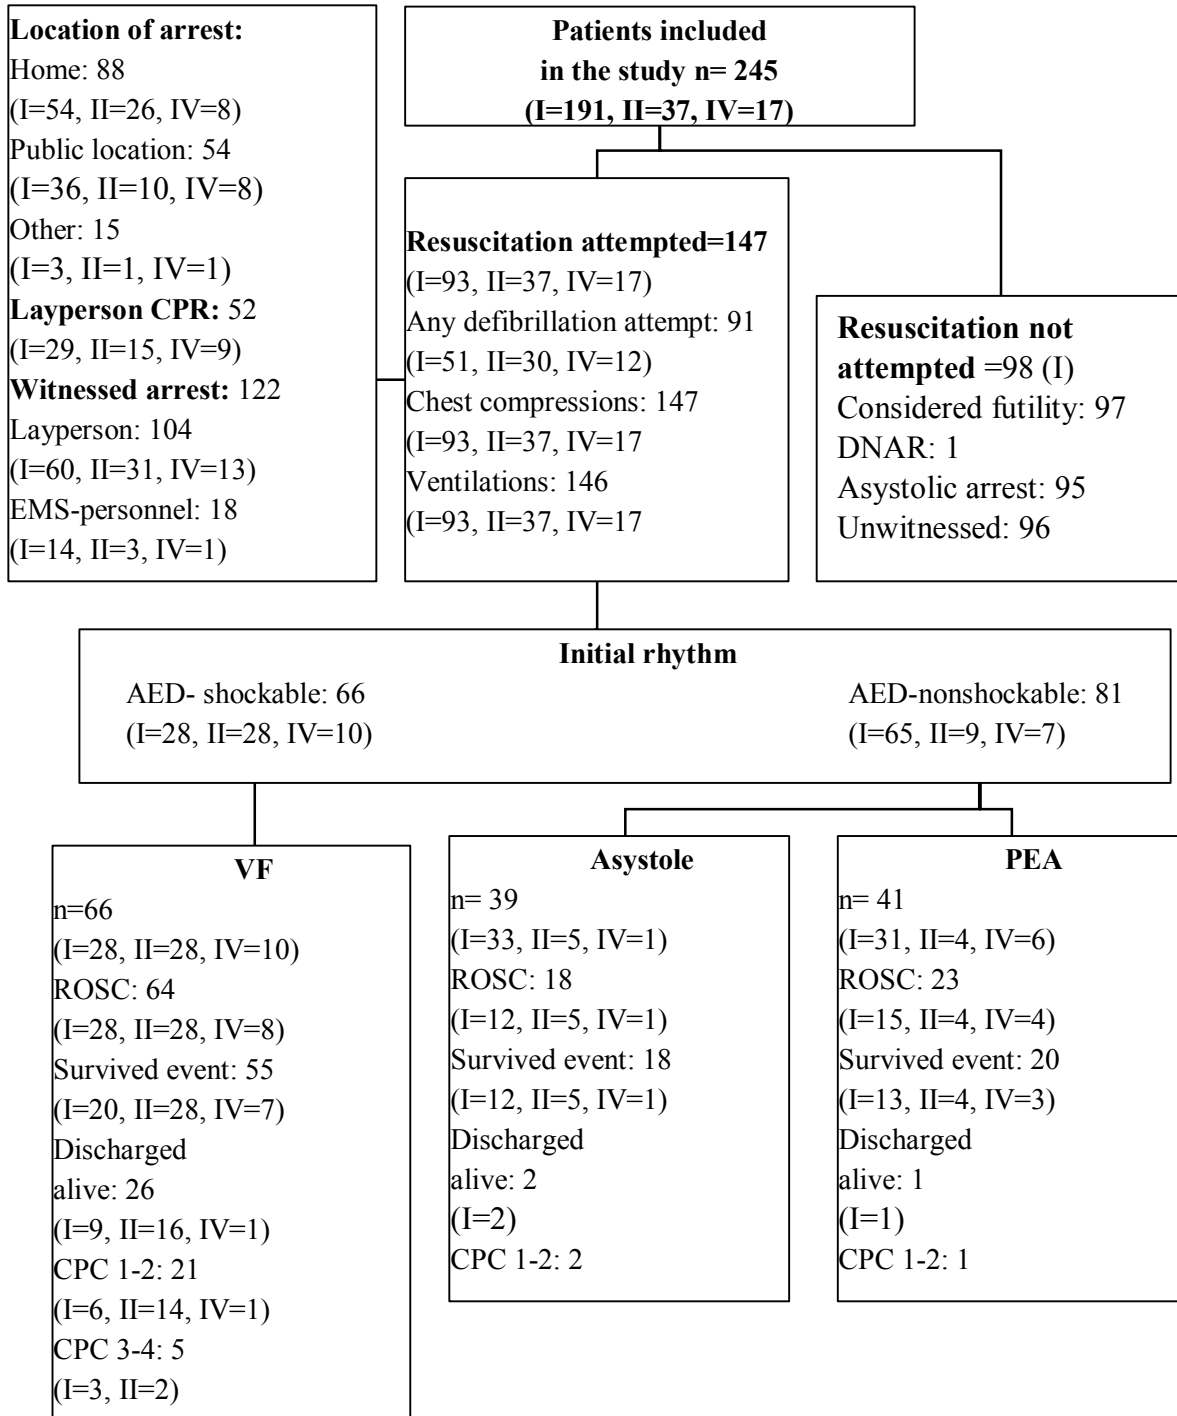 Location of arrest:
Home: 88
(I=54, II=26, IV=8)
Public location: 54
(I=36, II=10, IV=8)
Other: 15
(I=3, II=1, IV=1)
Layperson CPR: 52
(I=29, II=15, IV=9)
Witnessed arrest: 122
Layperson: 104
(I=60, II=31, IV=13)
EMS-personnel: 18
(I=14, II=3, IV=1)
Patients included
in the study n= 245
(I=191, II=37, IV=17)
Resuscitation attempted=147
(I=93, II=37, IV=17)
Any defibrillation attempt: 91
(I=51, II=30, IV=12)
Chest compressions: 147
(I=93, II=37, IV=17
Ventilations: 146
(I=93, II=37, IV=17
Resuscitation not
attempted =98 (I)
Considered futility: 97
DNAR: 1
Asystolic arrest: 95
Unwitnessed: 96
Initial rhythm
AED- shockable: 66
(I=28, II=28, IV=10)
AED-nonshockable: 81
(I=65, II=9, IV=7)
VF
n=66
(I=28, II=28, IV=10)
ROSC: 64
(I=28, II=28, IV=8)
Survived event: 55
(I=20, II=28, IV=7)
Discharged
alive: 26
(I=9, II=16, IV=1)
CPC 1-2: 21
(I=6, II=14, IV=1)
CPC 3-4: 5
(I=3, II=2)
Asystole
n= 39
(I=33, II=5, IV=1)
ROSC: 18
(I=12, II=5, IV=1)
Survived event: 18
(I=12, II=5, IV=1)
Discharged
alive: 2
(I=2)
CPC 1-2: 2
PEA
n= 41
(I=31, II=4, IV=6)
ROSC: 23
(I=15, II=4, IV=4)
Survived event: 20
(I=13, II=4, IV=3)
Discharged
alive: 1
(I=1)
CPC 1-2: 1